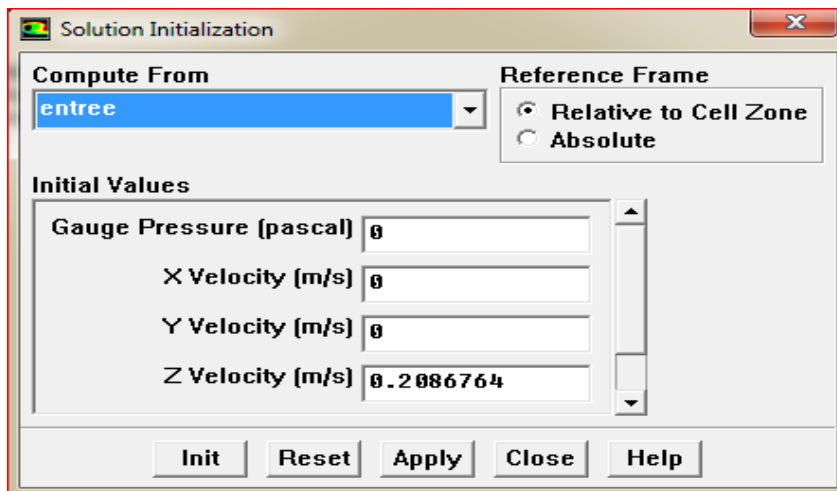 Solution Initialization
Compute From
Reference Frame
entree
Relative to Cell Zone
Absolute
Initial Values
Gauge Pressure (pascal) 0
X Velocity (m/s) 0
Y Velocity (m/s) 0
Z Velocity (m/s) 0.2086764
Init Reset Apply Close Help